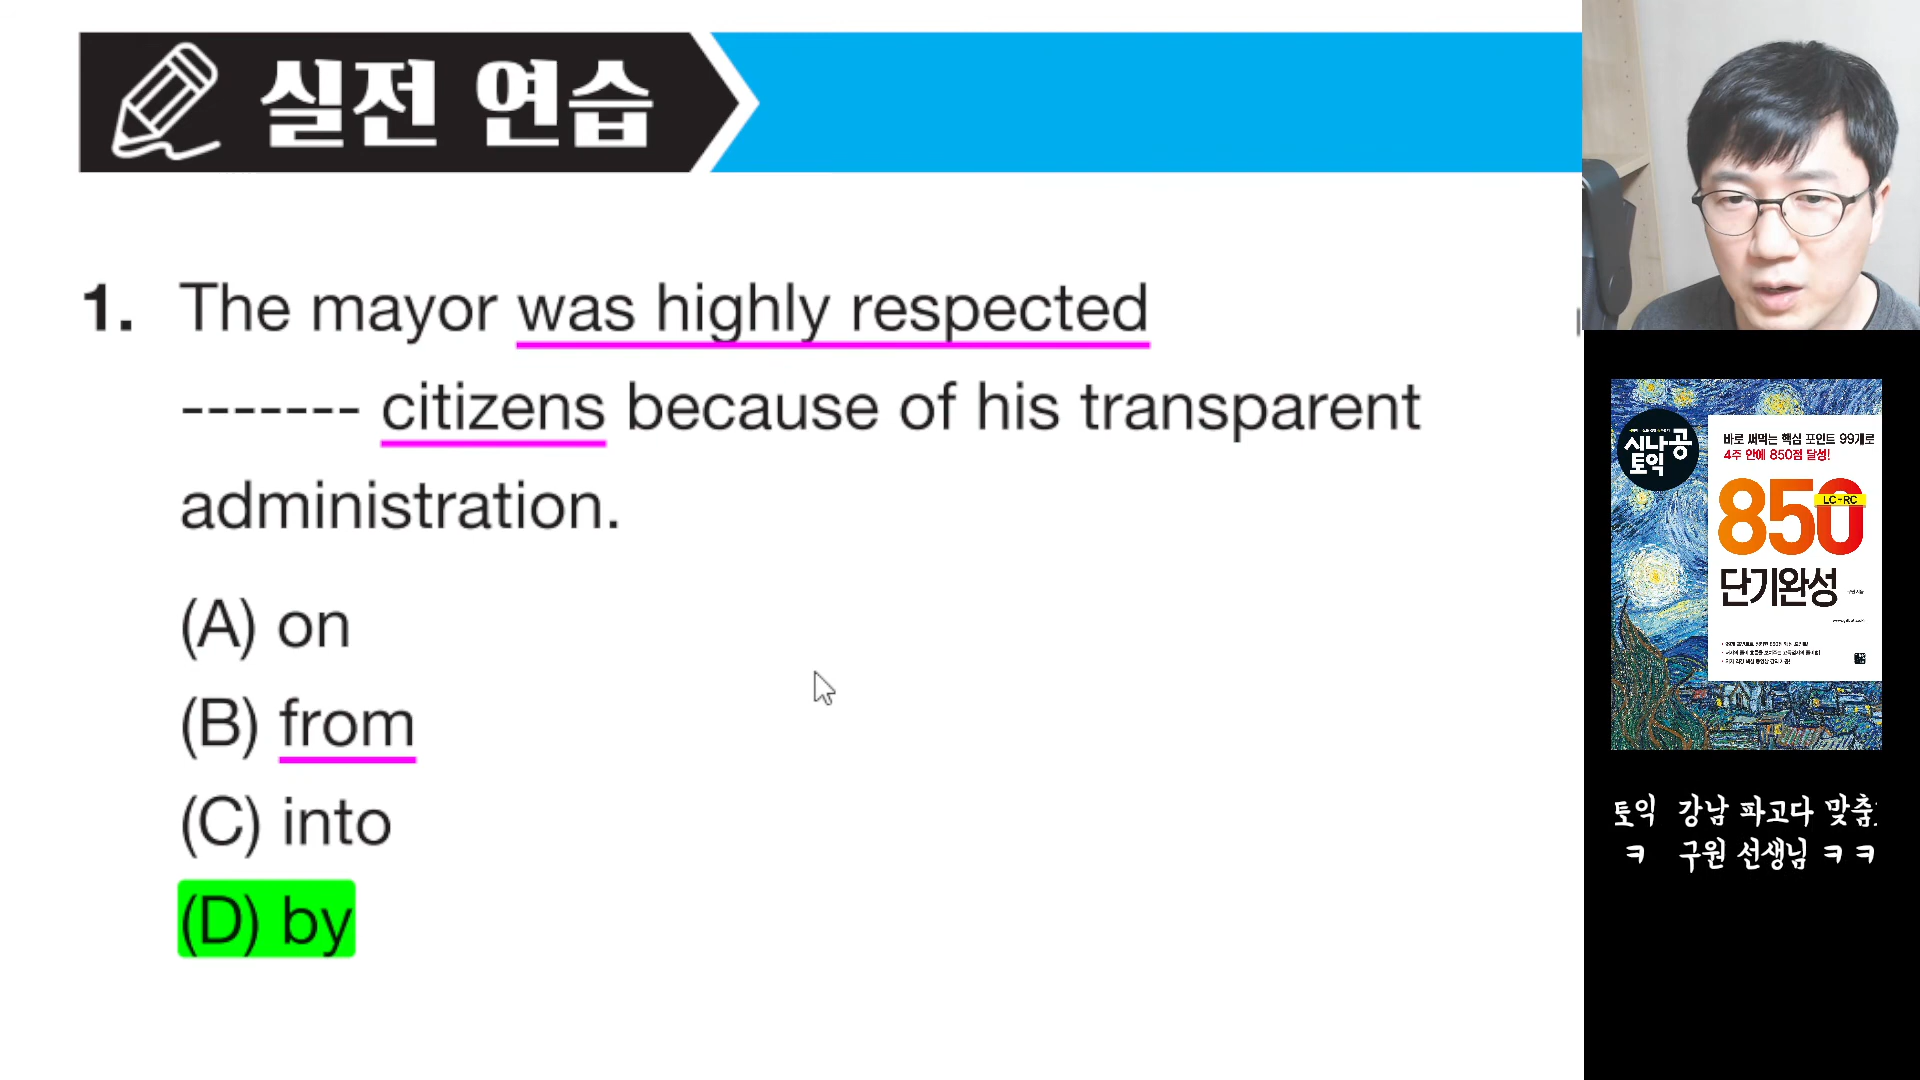 실전 연습
1. The mayor was highly respected
------- citizens because of his transparent
administration.
(A) on
(B) from
(C) into
(D) by
시나공
토익
바로 써먹는 핵심 포인트 99개로
4주 안에 850점 달성!
850
LC+RC
단기완성
토익 강남 파고다 맞춤
ㅋ 구원 선생님 ㅋㅋ